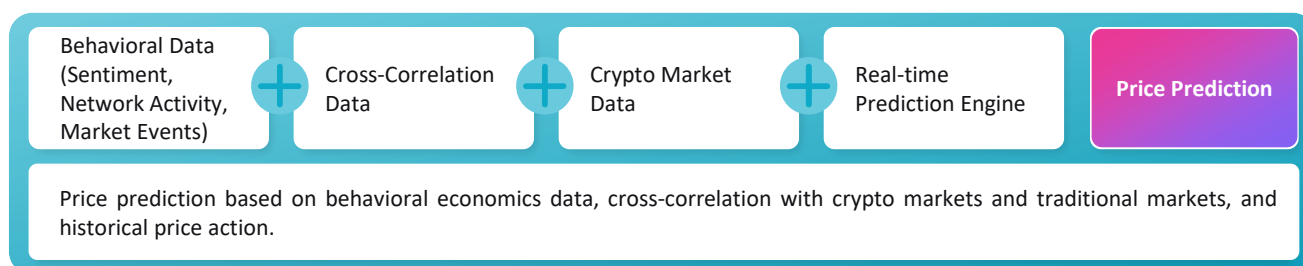 Behavioral Data
(Sentiment,
Network Activity,
Market Events)
Cross-Correlation
Data
Crypto Market
Data
Real-time
Prediction Engine
Price Prediction
Price prediction based on behavioral economics data, cross-correlation with crypto markets and traditional markets, and
historical price action.